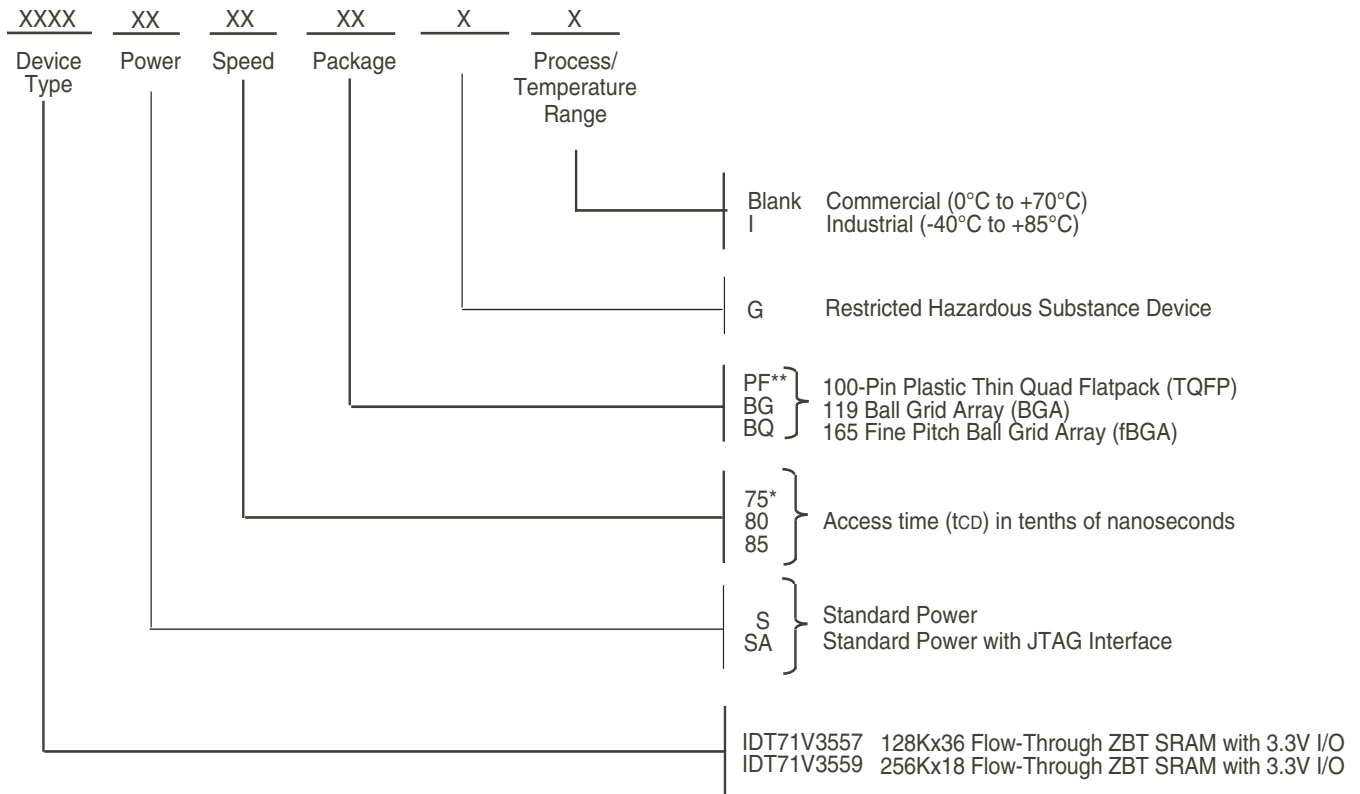 XXXX XX XX XX X X
Device Type Power Speed Package Process/ Temperature Range
Blank Commercial (0°C to +70°C)
I Industrial (-40°C to +85°C)
G Restricted Hazardous Substance Device
PF** 100-Pin Plastic Thin Quad Flatpack (TQFP)
BG 119 Ball Grid Array (BGA)
BQ 165 Fine Pitch Ball Grid Array (fBGA)
75*
80 Access time (tCD) in tenths of nanoseconds
85
S Standard Power
SA Standard Power with JTAG Interface
IDT71V3557 128Kx36 Flow-Through ZBT SRAM with 3.3V I/O
IDT71V3559 256Kx18 Flow-Through ZBT SRAM with 3.3V I/O